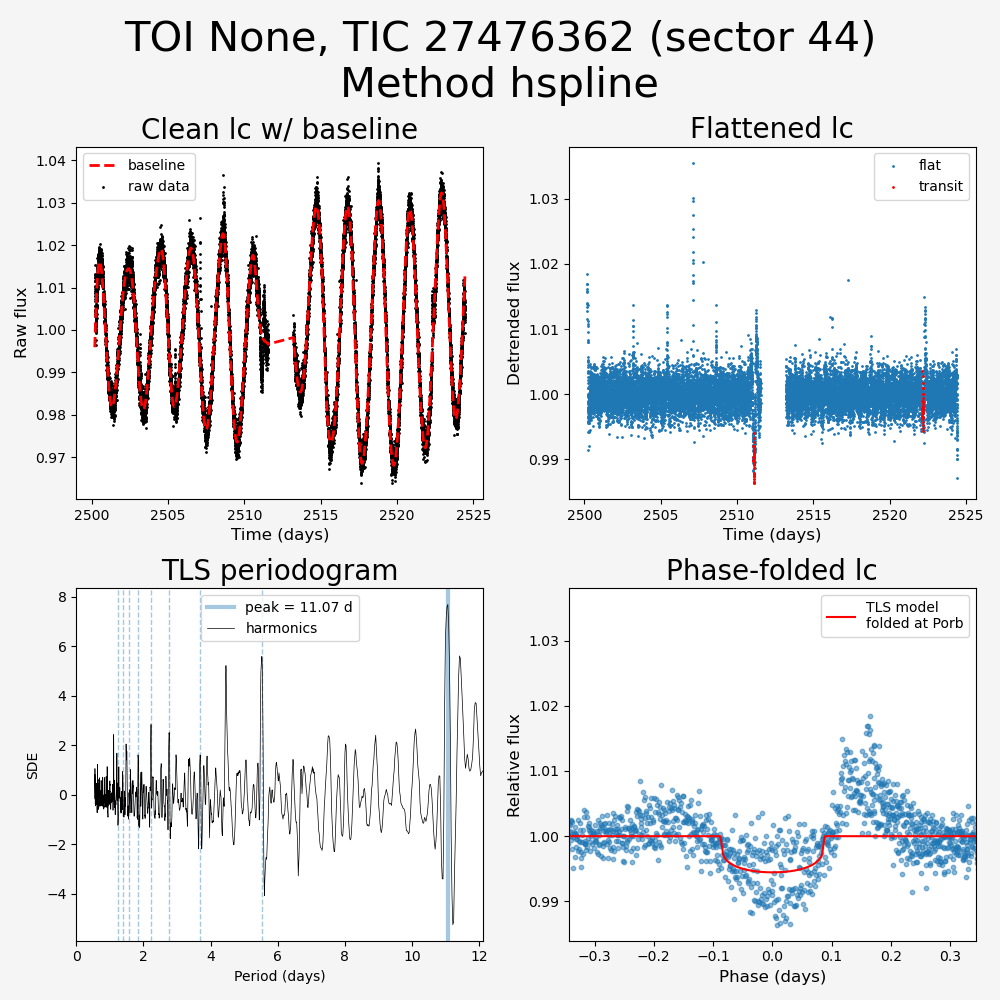 TOI None, TIC 27476362 (sector 44)
Method hspline
Clean lc w/ baseline
Flattened lc
baseline
raw data
flat
transit
1.04
1.03
1.02
1.01
1.00
0.99
0.98
0.97
Raw flux
2500
2505
2510
2515
2520
2525
Time (days)
1.03
1.02
1.01
1.00
0.99
Detrended flux
2500
2505
2510
2515
2520
2525
Time (days)
TLS periodogram
Phase-folded lc
peak = 11.07 d
harmonics
8
6
4
2
0
−2
−4
SDE
0
2
4
6
8
10
12
Period (days)
TLS model
folded at Porb
1.03
1.02
1.01
1.00
0.99
Relative flux
−0.3
−0.2
−0.1
0.0
0.1
0.2
0.3
Phase (days)